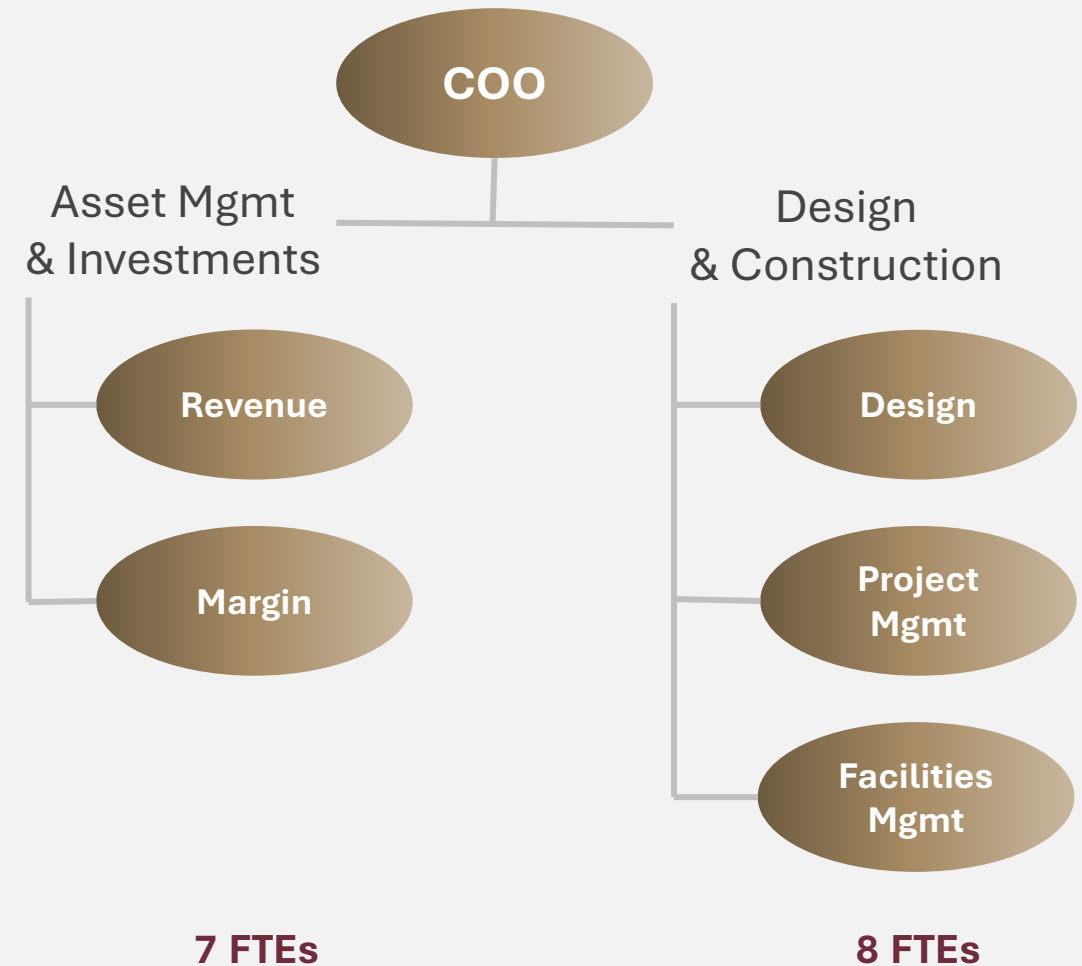 COO
Asset Mgmt
& Investments
Revenue
Margin
7 FTEs
Design
& Construction
Design
Project
Mgmt
Facilities
Mgmt
8 FTEs